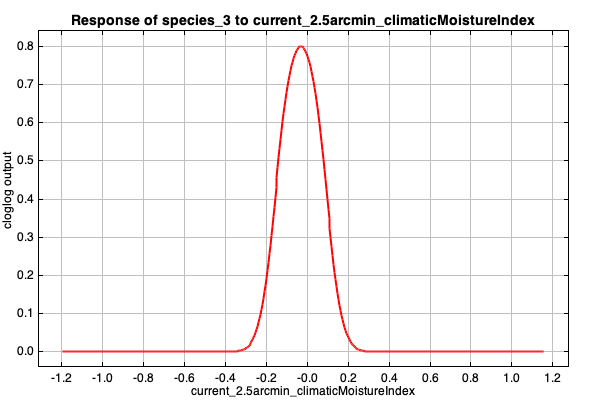 Response of species_3 to current_2.5arcmin_climaticMoistureIndex
cloglog output
0.8
0.7
0.6
0.5
0.4
0.3
0.2
0.1
0.0
-1.2 -1.0 -0.8 -0.6 -0.4 -0.2 -0.0 0.2 0.4 0.6 0.8 1.0 1.2
current_2.5arcmin_climaticMoistureIndex